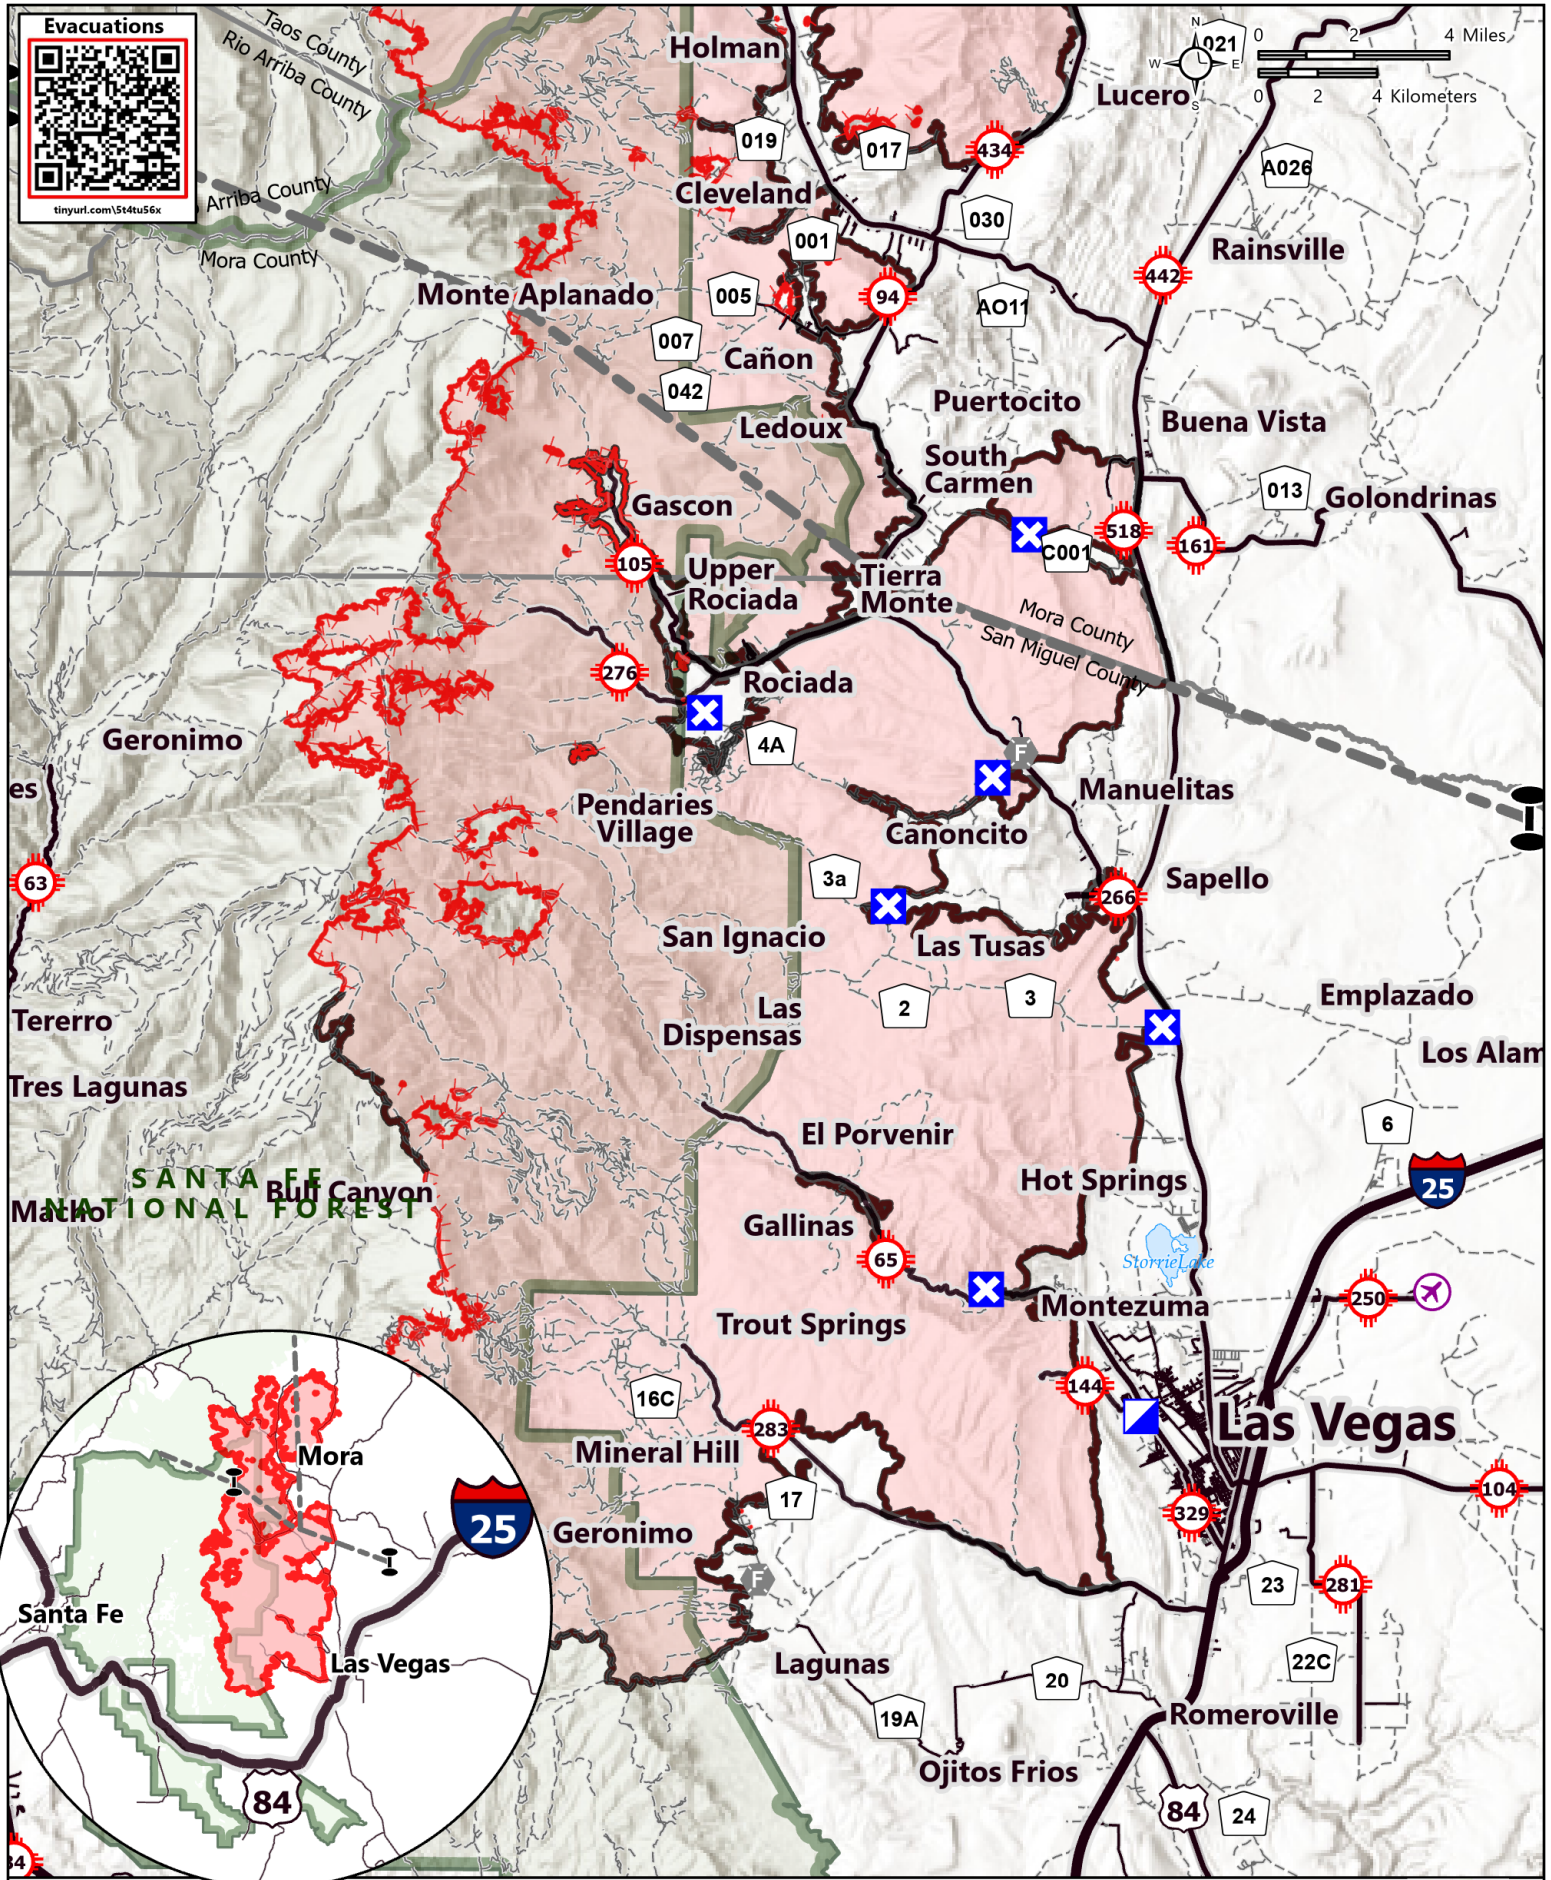 Evacuations
tinyurl.com\5t4tu56x
Taos County
Rio Arriba County
Arriba County
Mora County
Holman
021
0 2 4 Miles
N
W E
S
0 2 4 Kilometers
Lucero
019
017
434
A026
Cleveland
030
001
Rainsville
442
Monte Aplanado
005
94
AO11
007
Cañon
042
Puertocito
Buena Vista
Ledoux
South
Carmen
013
Golondrinas
Gascon
518
161
C001
105
Upper
Rociada
Tierra
Monte
Mora County
San Miguel County
276
Rociada
Geronimo
4A
F
es
Manuelitas
Pendaries
Village
Canoncito
63
3a
266
Sapello
San Ignacio
Las Tusas
Las
Dispensas
2
3
Emplazado
Tererro
Los Alam
Tres Lagunas
6
El Porvenir
25
SANTA FE
NATIONAL FOREST
Bull Canyon
Macho
Hot Springs
Gallinas
65
StorrieLake
250
Montezuma
Trout Springs
144
16C
283
Las Vegas
Mineral Hill
Mora
17
104
329
25
Geronimo
F
23
281
Santa Fe
Las Vegas
Lagunas
22C
20
19A
Romeroville
Ojitos Frios
84
84
24
34